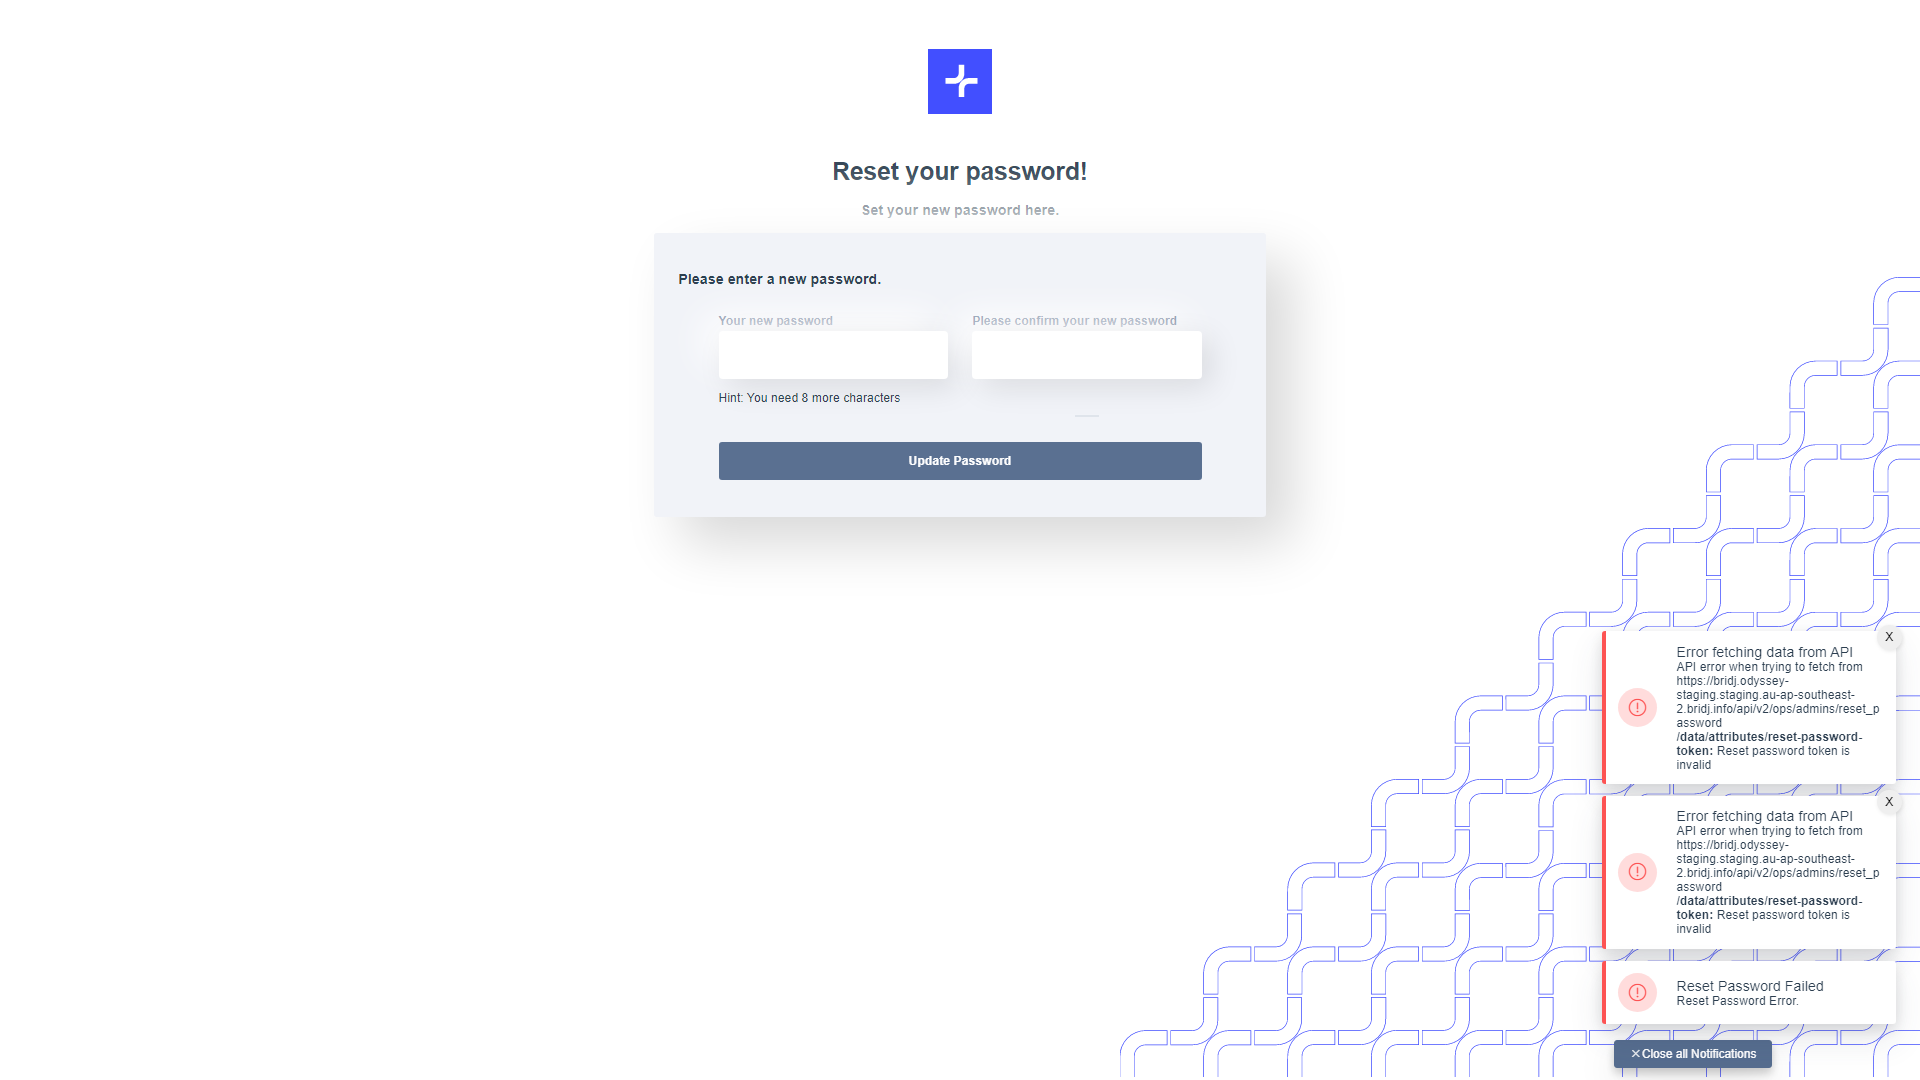 Reset your password!
Set your new password here.
Please enter a new password.
Your new password
Please confirm your new password
Hint: You need 8 more characters
Update Password
X
Error fetching data from API
API error when trying to fetch from
https://bridj.odyssey-
staging.staging.au-ap-southeast-
2.bridj.info/api/v2/ops/admins/reset_p
assword
/data/attributes/reset-password-
token: Reset password token is
invalid
X
Error fetching data from API
API error when trying to fetch from
https://bridj.odyssey-
staging.staging.au-ap-southeast-
2.bridj.info/api/v2/ops/admins/reset_p
assword
/data/attributes/reset-password-
token: Reset password token is
invalid
Reset Password Failed
Reset Password Error.
✕Close all Notifications